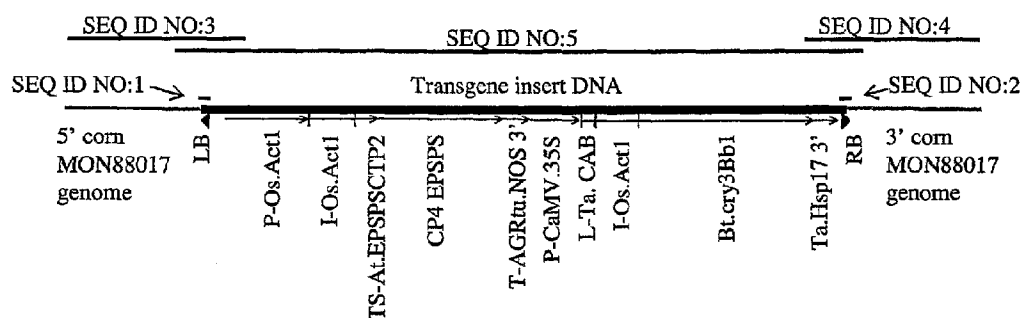 SEQ ID NO:3
SEQ ID NO:4
SEQ ID NO:5
SEQ ID NO:1
Transgene insert DNA
SEQ ID NO:2
5' corn
MON88017
genome
LB
P-Os.Act1
I-Os.Act1
TS-At.EPSPSCTP2
CP4 EPSPS
T-AGRtu.NOS 3'
P-CaMV.35S
L-Ta. CAB
I-Os.Act1
Bt.cry3Bb1
Ta.Hsp17 3'
RB
3' corn
MON88017
genome